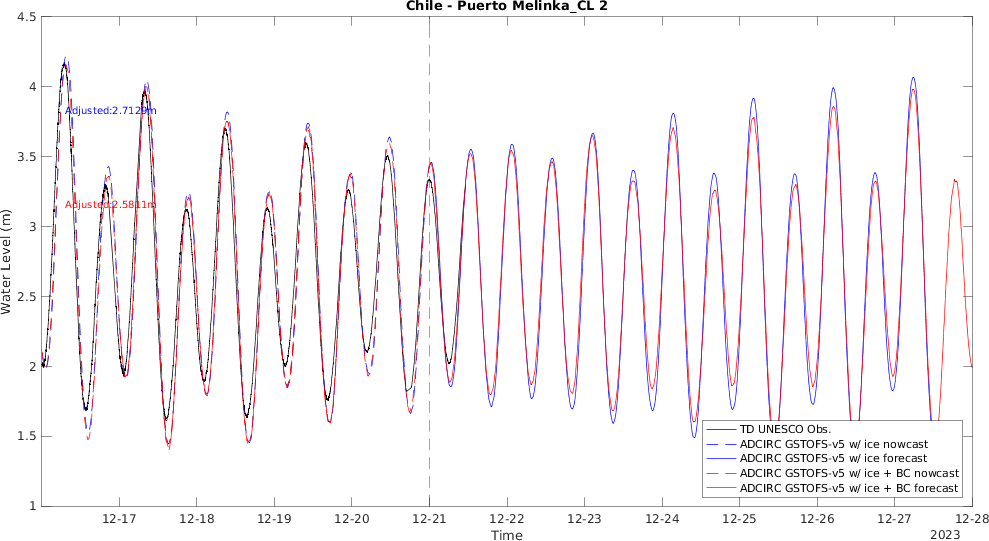 Chile - Puerto Melinka_CL 2
4.5
4
3.5
3
2.5
2
1.5
1
Water Level (m)
Adjusted:2.7129m
Adjusted:2.5811m
TD UNESCO Obs.
ADCIRC GSTOFS-v5 w/ ice nowcast
ADCIRC GSTOFS-v5 w/ ice forecast
ADCIRC GSTOFS-v5 w/ ice + BC nowcast
ADCIRC GSTOFS-v5 w/ ice + BC forecast
12-17 12-18 12-19 12-20 12-21 12-22 12-23 12-24 12-25 12-26 12-27 12-28
Time
2023